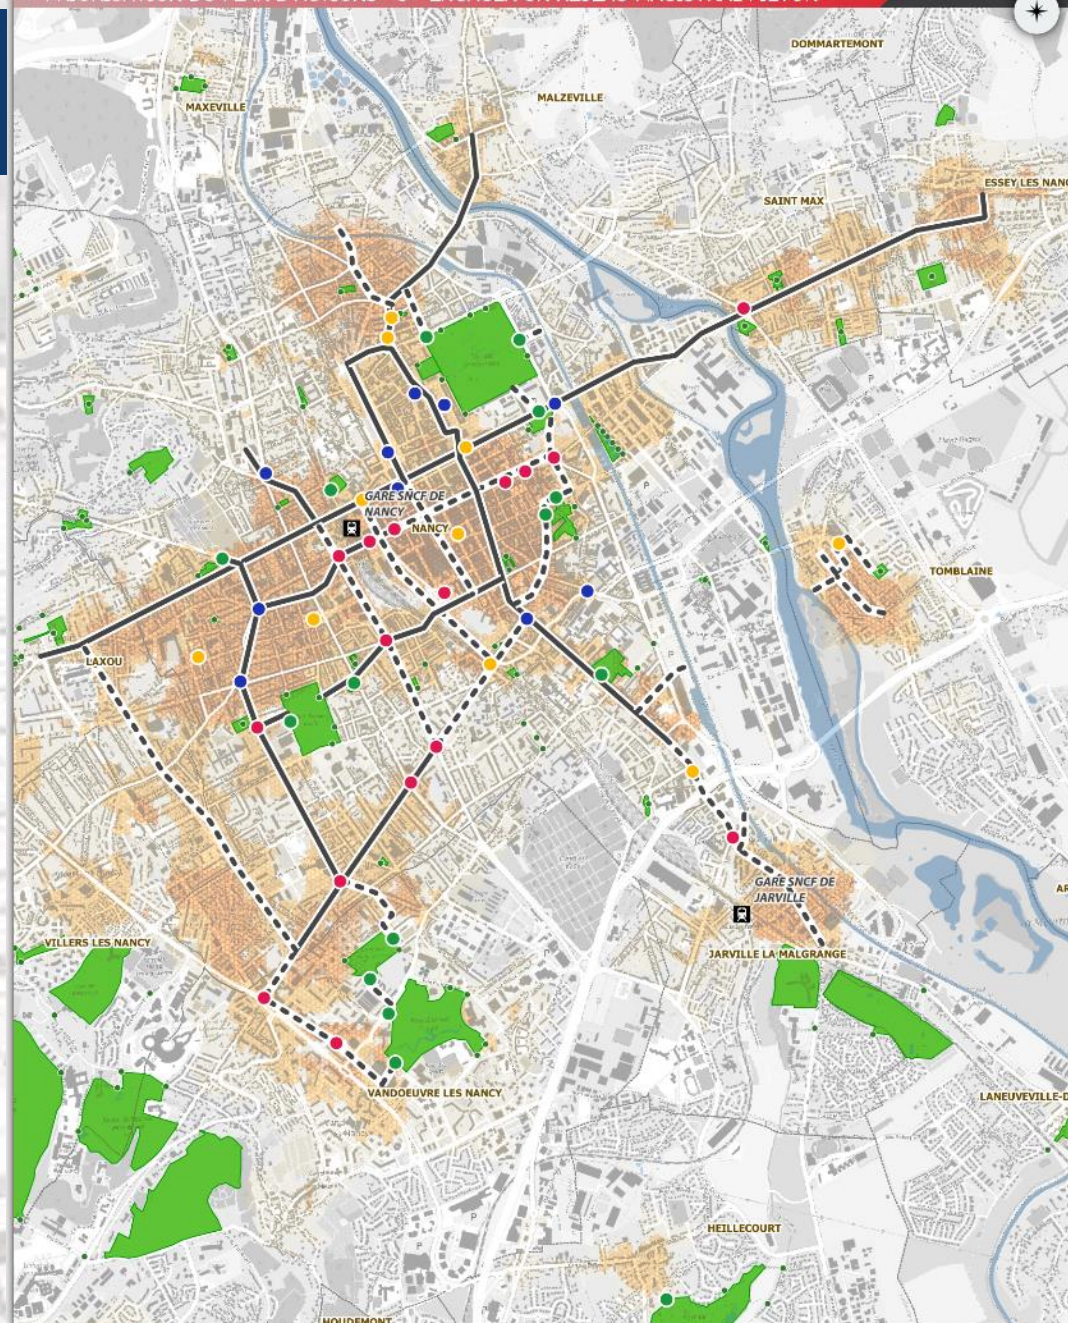 DOMMARTEMONT
MALZEVILLE
MAXEVILLE
ESSEY LES NANC
SAINT MAX
GARE SNCF DE
NANCY
NANCY
TOMBLAINE
LAXOU
GARE SNCF DE
JARVILLE
VILLERS LES NANCY
JARVILLE LA MALGRANGE
VANDOEUVRE LES NANCY
LANEUVEVILLE-D
HEILLECOURT
HOUDEMONT